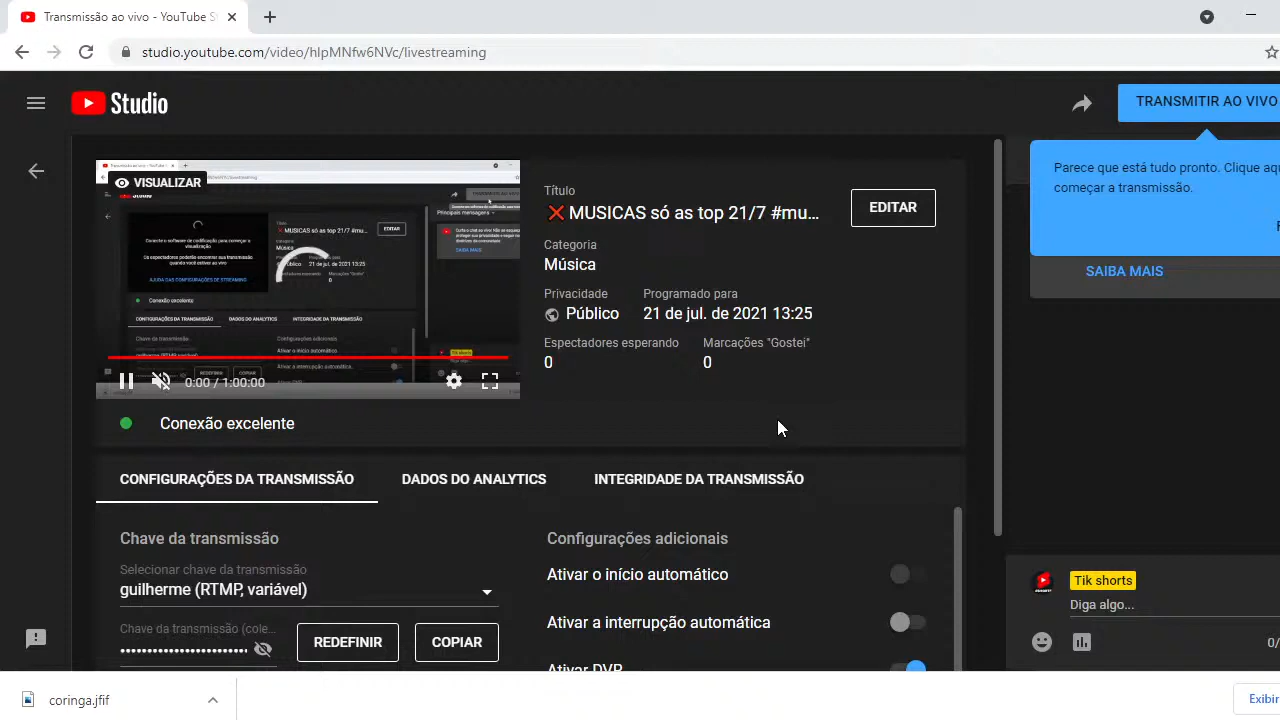 Transmissão ao vivo - YouTube S
studio.youtube.com/video/hIpMNfw6NVc/livestreaming
Studio
TRANSMITIR AO VIVO
Parece que está tudo pronto. Clique aqu
começar a transmissão.
SAIBA MAIS
VISUALIZAR
0:00 / 1:00:00
Título
❌ MUSICAS só as top 21/7 #mu...
EDITAR
Categoria
Música
Privacidade
Programado para
Público
21 de jul. de 2021 13:25
Espectadores esperando
Marcações "Gostei"
0
0
Conexão excelente
CONFIGURAÇÕES DA TRANSMISSÃO
DADOS DO ANALYTICS
INTEGRIDADE DA TRANSMISSÃO
Chave da transmissão
Selecionar chave da transmissão
guilherme (RTMP, variável)
Chave da transmissão (cole...
REDEFINIR
COPIAR
Configurações adicionais
Ativar o início automático
Ativar a interrupção automática
Ativar DVR
Tik shorts
Diga algo...
0/
coringa.jfif
Exibir